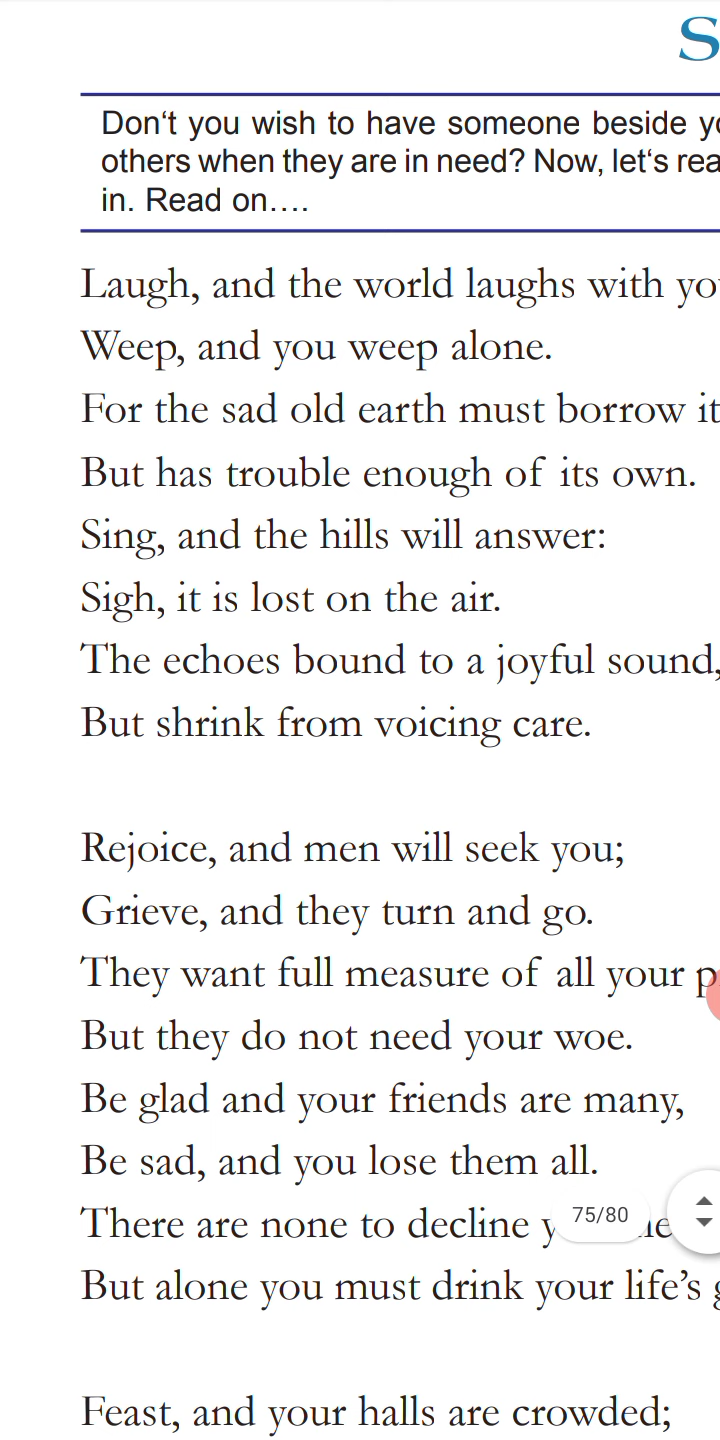 S
Don‘t you wish to have someone beside
others when they are in need? Now, let‘s
in. Read on….
Laugh, and the world laughs with
Weep, and you weep alone.
For the sad old earth must borrow
But has trouble enough of its own.
Sing, and the hills will answer:
Sigh, it is lost on the air.
The echoes bound to a joyful sound,
But shrink from voicing care.
Rejoice, and men will seek you;
Grieve, and they turn and go.
They want full measure of all your
But they do not need your woe.
Be glad and your friends are many,
Be sad, and you lose them all.
There are none to decline
75/80
But alone you must drink your life’s
Feast, and your halls are crowded;